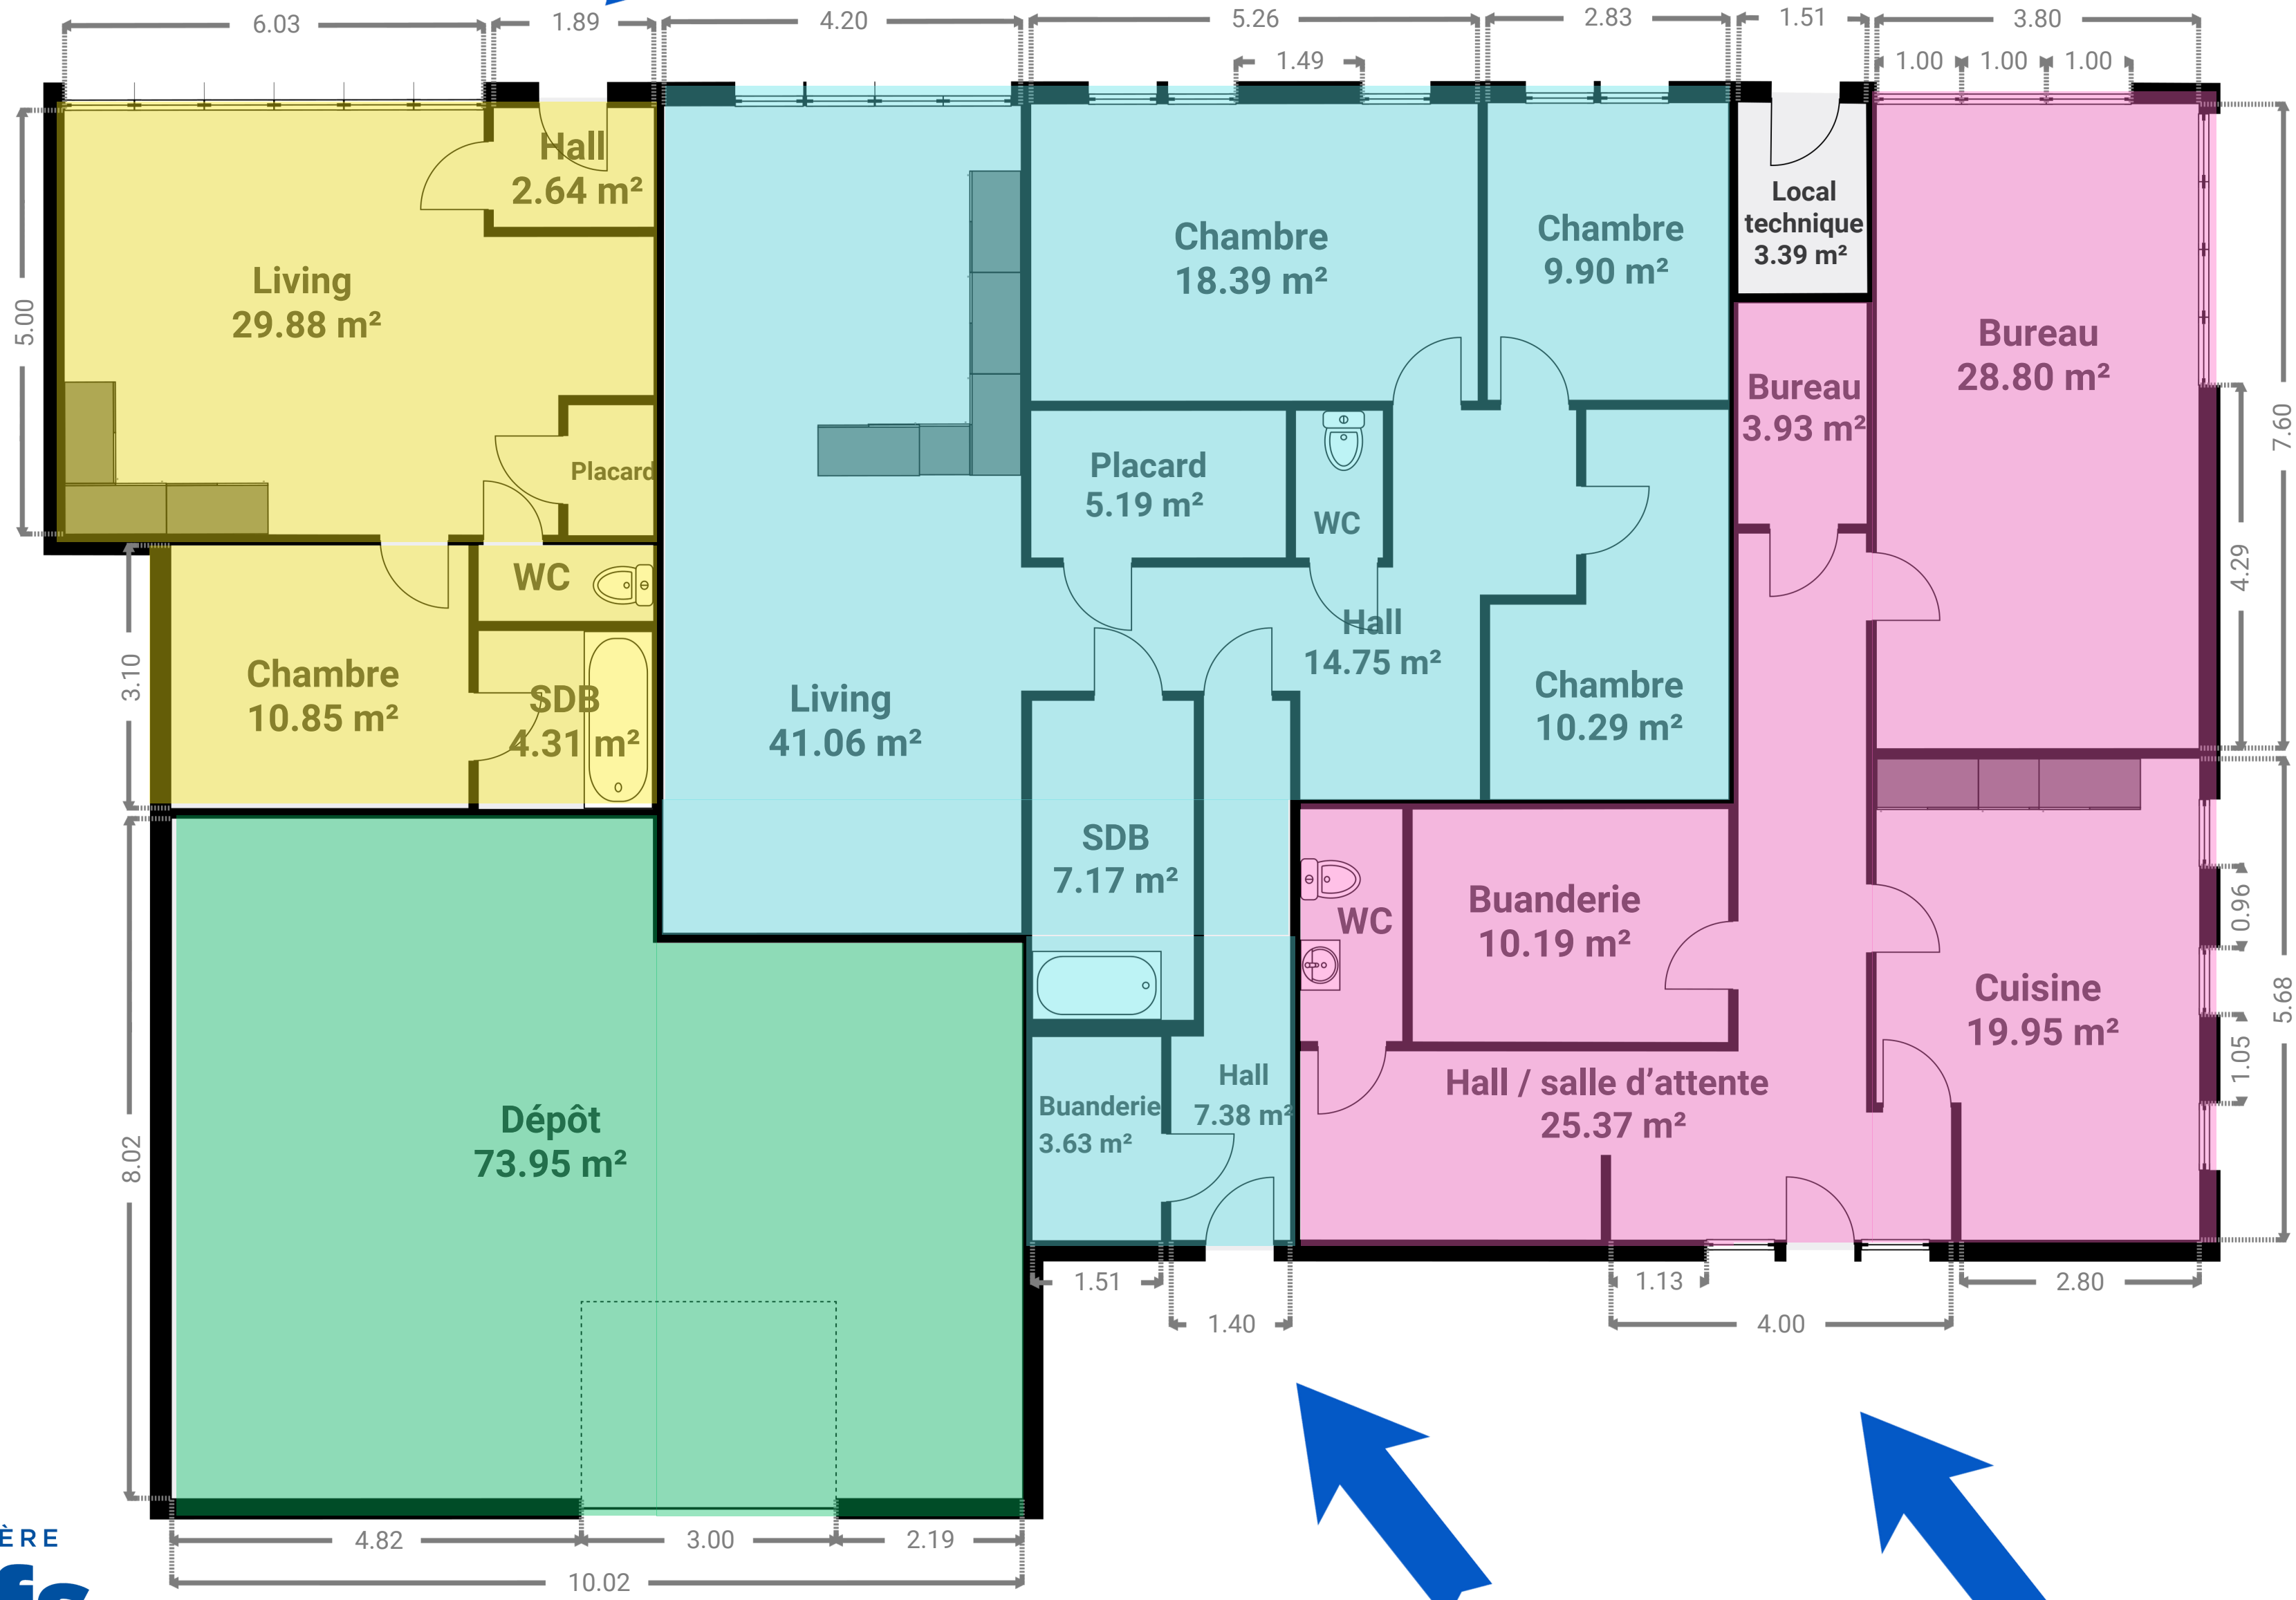 6.03
1.89
4.20
5.26
2.83
1.51
3.80
1.49
1.00
1.00
1.00
Hall
2.64 m²
Living
29.88 m²
5.00
Placard
WC
Chambre
10.85 m²
SDB
4.31 m²
3.10
Chambre
18.39 m²
Chambre
9.90 m²
Local
technique
3.39 m²
Bureau
28.80 m²
Bureau
3.93 m²
7.60
4.29
Placard
5.19 m²
WC
Hall
14.75 m²
Living
41.06 m²
Chambre
10.29 m²
SDB
7.17 m²
WC
Buanderie
10.19 m²
Cuisine
19.95 m²
0.96
5.68
1.05
Hall / salle d’attente
25.37 m²
Hall
7.38 m²
Buanderie
3.63 m²
Dépôt
73.95 m²
8.02
1.51
1.40
1.13
4.00
2.80
4.82
3.00
2.19
10.02
ÈRE